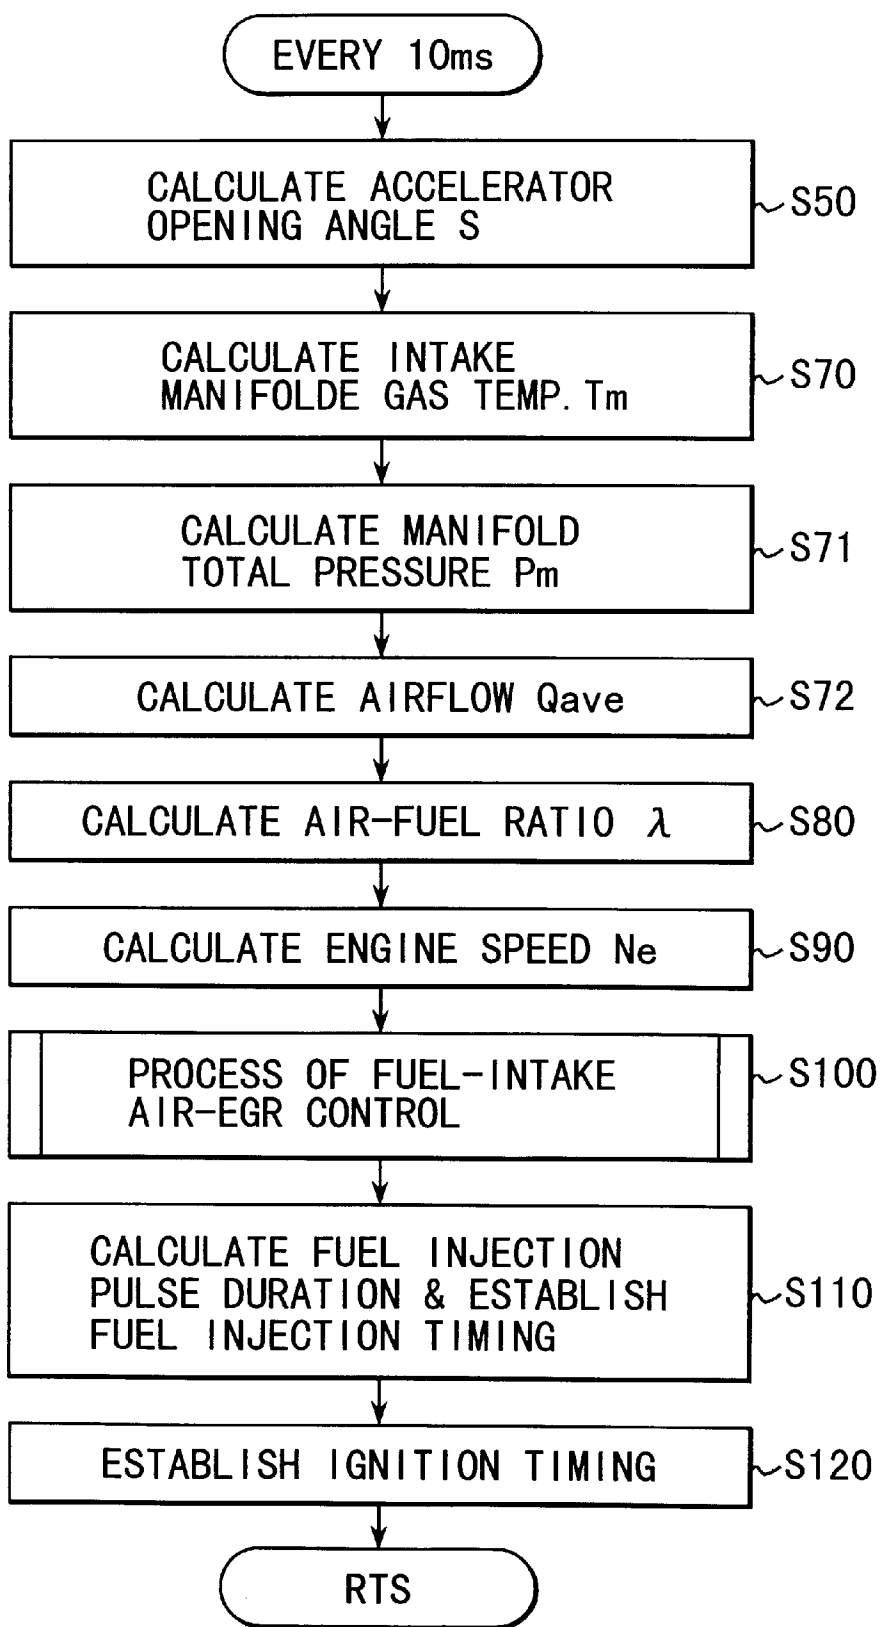 EVERY 10ms
CALCULATE ACCELERATOR
OPENING ANGLE S
S50
CALCULATE INTAKE
MANIFOLDE GAS TEMP. Tm
S70
CALCULATE MANIFOLD
TOTAL PRESSURE Pm
S71
CALCULATE AIRFLOW Qave
S72
CALCULATE AIR-FUEL RATIO λ
S80
CALCULATE ENGINE SPEED Ne
S90
PROCESS OF FUEL-INTAKE
AIR-EGR CONTROL
S100
CALCULATE FUEL INJECTION
PULSE DURATION & ESTABLISH
FUEL INJECTION TIMING
S110
ESTABLISH IGNITION TIMING
S120
RTS